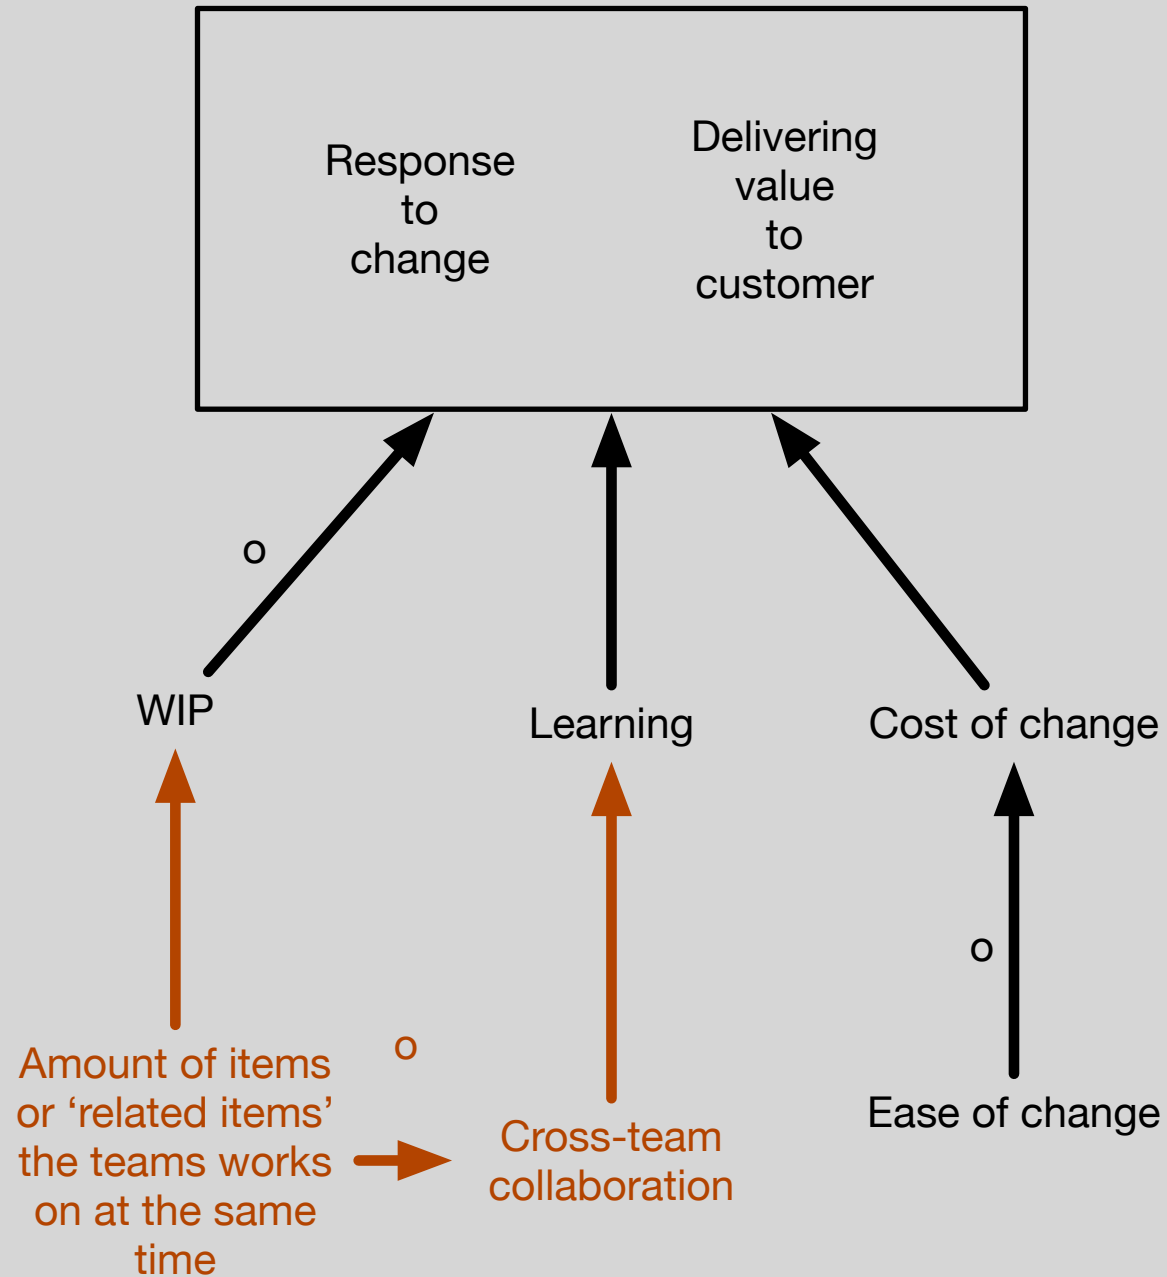 Response
to
change
Delivering
value
to
customer
o
WIP
Learning
Cost of change
o
Ease of change
Amount of items
or ‘related items’
the teams works
on at the same
time
o
Cross-team
collaboration